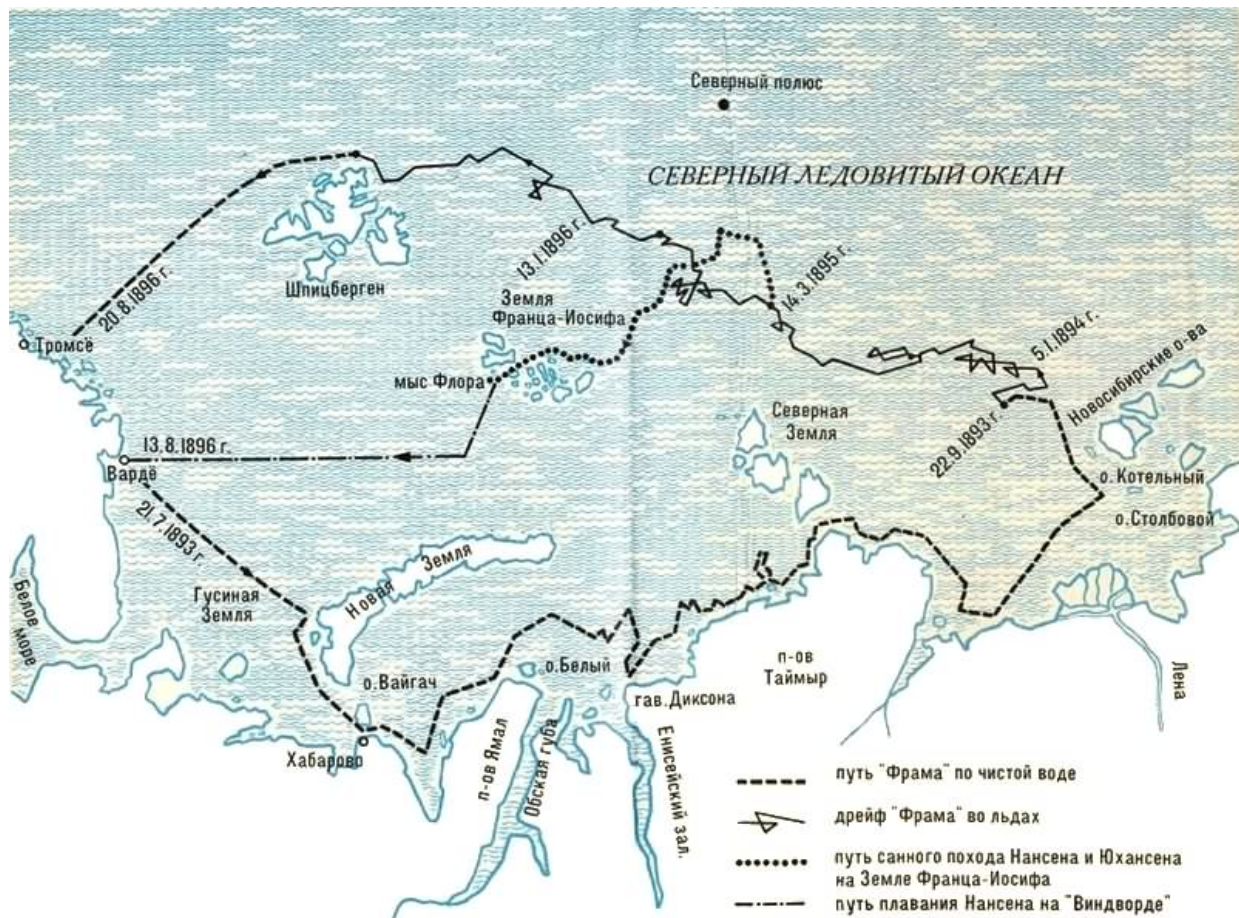 Северный полюс
СЕВЕРНЫЙ ЛЕДОВИТЫЙ ОКЕАН
13.1.1896 г.
14.3.1895 г.
20.8.1896 г.
Шпицберген
Земля
Франца-Иосифа
Тромсё
мыс Флора
5.1.1894 г.
Новосибирские о-ва
Северная
Земля
22.9.1893 г.
13.8.1896 г.
Вардё
о. Котельный
о. Столбовой
21.7.1893 г.
Гусиная
Земля
Новая Земля
Белое
море
о. Вайгач
о. Белый
п-ов
Таймыр
гав. Диксона
Лена
Хабарово
п-ов Ямал
Обская губа
Енисейский зал.
путь "Фрама" по чистой воде
дрейф "Фрама" во льдах
путь санного похода Нансена и Юхансена
на Земле Франца-Иосифа
путь плавания Нансена на "Виндворде"